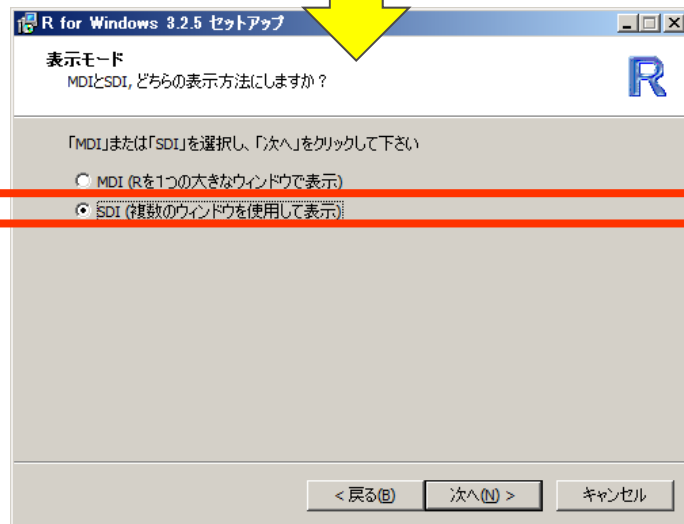 R for Windows 3.2.5 セットアップ
表示モード
MDIとSDI, どちらの表示方法にしますか？
R
「MDI」または「SDI」を選択し、「次へ」をクリックして下さい
MDI (Rを1つの大きなウィンドウで表示)
SDI (複数のウィンドウを使用して表示)
< 戻る(B)
次へ(N) >
キャンセル